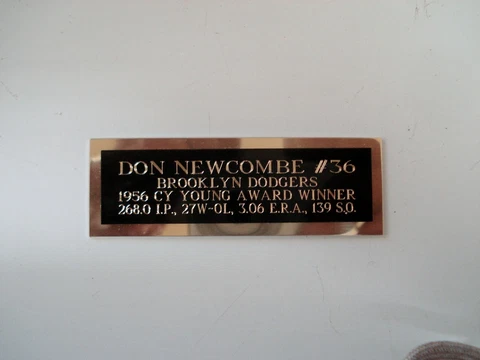 DON NEWCOMBE #36
BROOKLYN DODGERS
1956 CY YOUNG AWARD WINNER
268.0 I.P., 27W-0L, 3.06 E.R.A., 139 S.O.